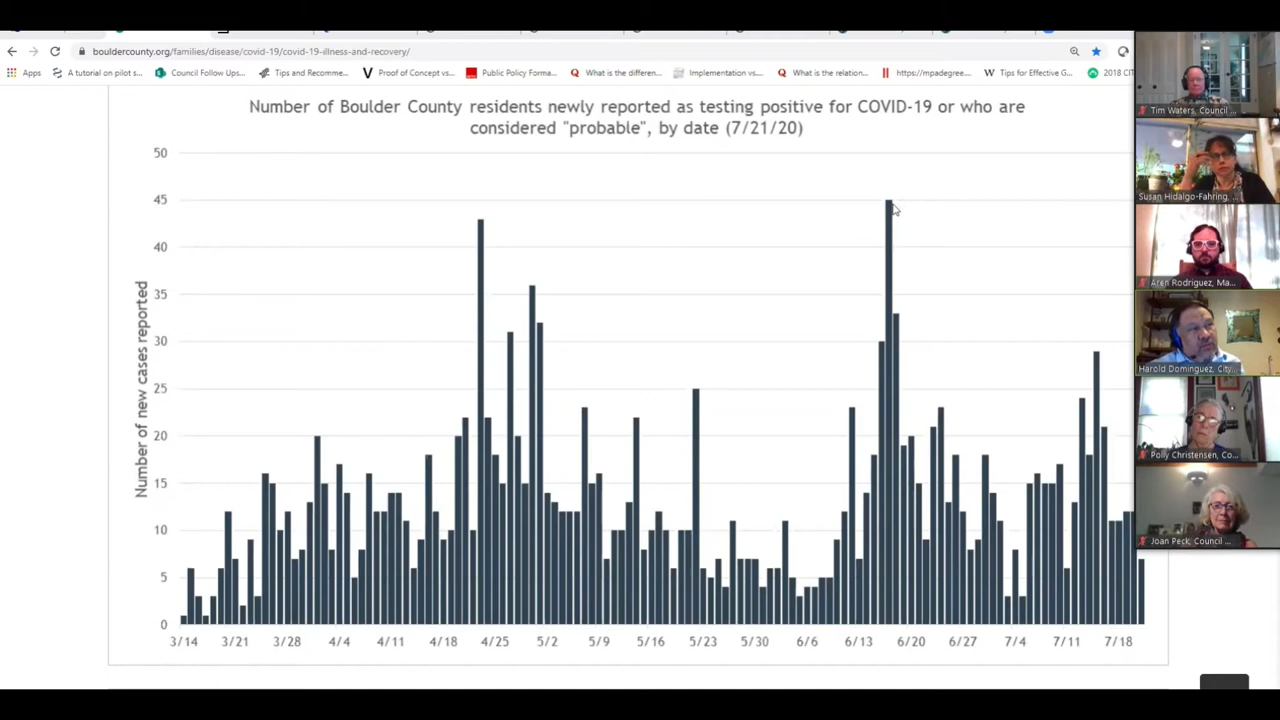 bouldercounty.org/families/disease/covid-19/covid-19-illness-and-recovery/
Apps
A tutorial on pilot s...
Council Follow Ups...
Tips and Recomme...
Proof of Concept vs...
Public Policy Forma...
What is the differen...
Implementation vs...
What is the relation...
https://mpadegree...
Tips for Effective G...
2018 CIT
Number of Boulder County residents newly reported as testing positive for COVID-19 or who are
considered "probable", by date (7/21/20)
Number of new cases reported
50
45
40
35
30
25
20
15
10
5
0
3/14 3/21 3/28 4/4 4/11 4/18 4/25 5/2 5/9 5/16 5/23 5/30 6/6 6/13 6/20 6/27 7/4 7/11 7/18
Tim Waters, Council ...
Susan Hidalgo-Fahring, ...
Aren Rodriguez, Ma...
Harold Dominguez, City...
Polly Christensen, Co...
Joan Peck, Council ...